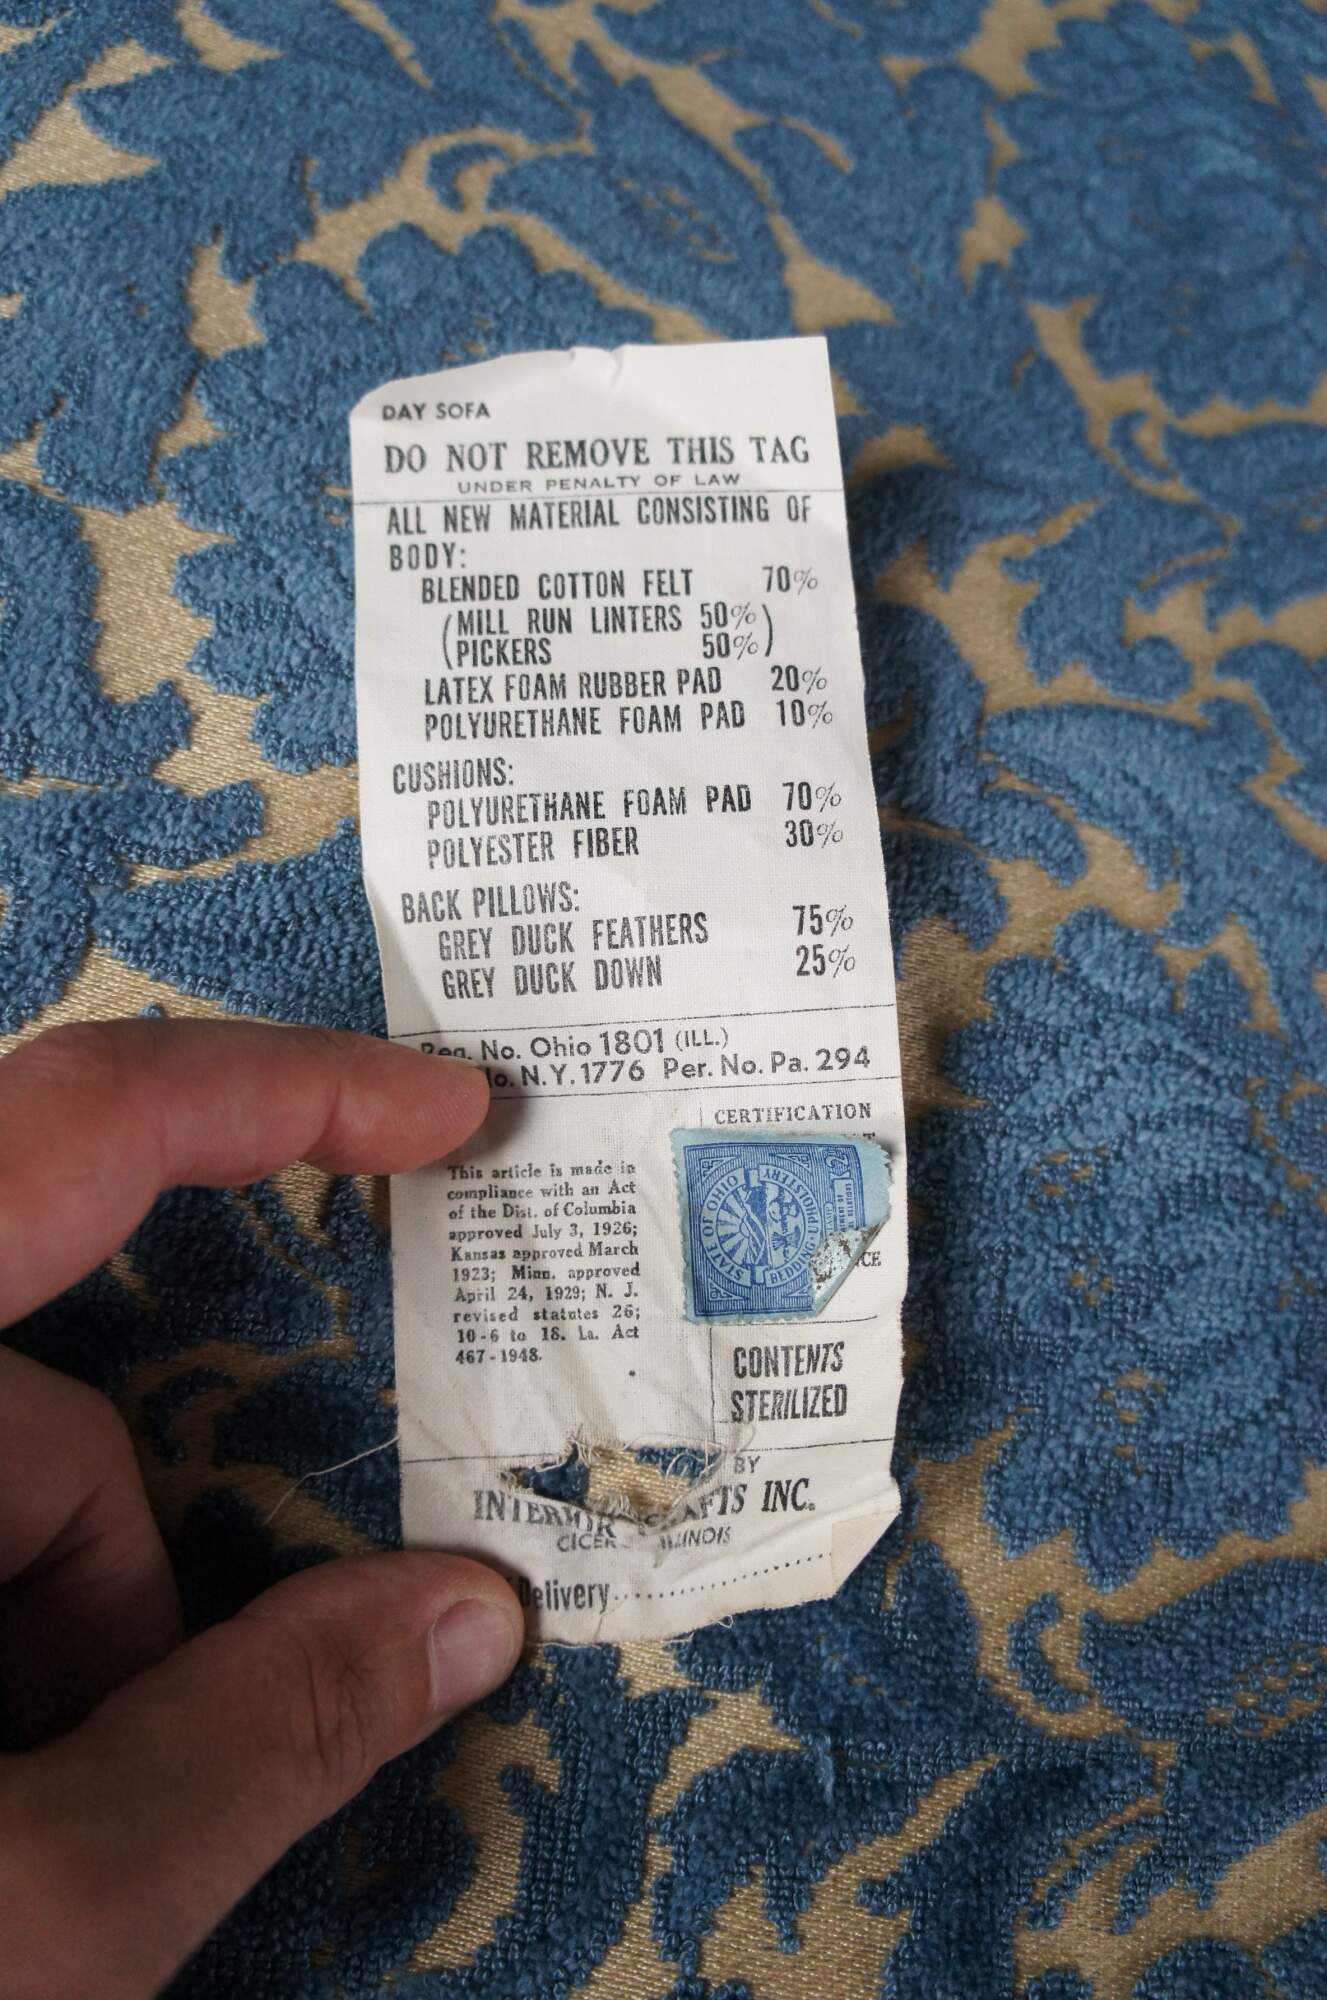 DAY SOFA
DO NOT REMOVE THIS TAG
UNDER PENALTY OF LAW
ALL NEW MATERIAL CONSISTING OF
BODY:
BLENDED COTTON FELT 70%
(MILL RUN LINTERS 50%)
(PICKERS 50%)
LATEX FOAM RUBBER PAD 20%
POLYURETHANE FOAM PAD 10%
CUSHIONS:
POLYURETHANE FOAM PAD 70%
POLYESTER FIBER 30%
BACK PILLOWS:
GREY DUCK FEATHERS 75%
GREY DUCK DOWN 25%
Reg. No. Ohio 1801 (ILL.)
No. N.Y. 1776 Per. No. Pa. 294
CERTIFICATION
This article is made in
compliance with an Act
of the Dist. of Columbia
approved July 3, 1926;
Kansas approved March
1923; Minn. approved
April 24, 1929; N. J.
revised statutes 26;
10-6 to 18. La. Act
467-1948.
STATE OF OHIO
BEDDING-UPHOLSTERY
CONTENTS
STERILIZED
BY
INTERIOR CRAFTS INC.
CICERO ILLINOIS
Delivery